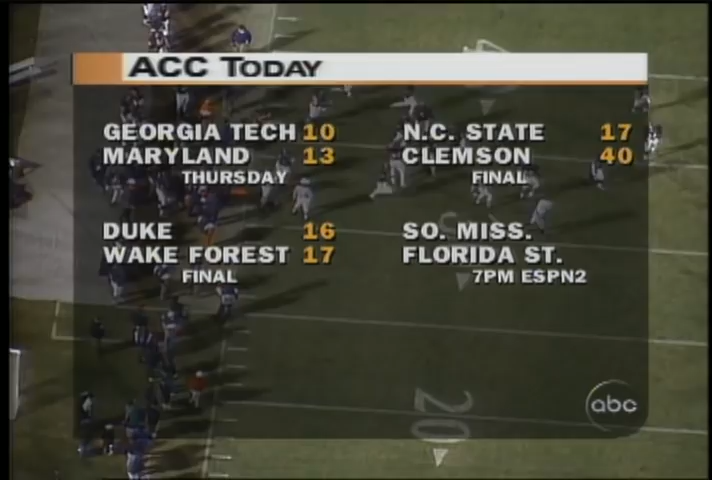 ACC TODAY
GEORGIA TECH 10
MARYLAND 13
THURSDAY
N.C. STATE 17
CLEMSON 40
FINAL
DUKE 16
WAKE FOREST 17
FINAL
SO. MISS.
FLORIDA ST.
7PM ESPN2
abc
20